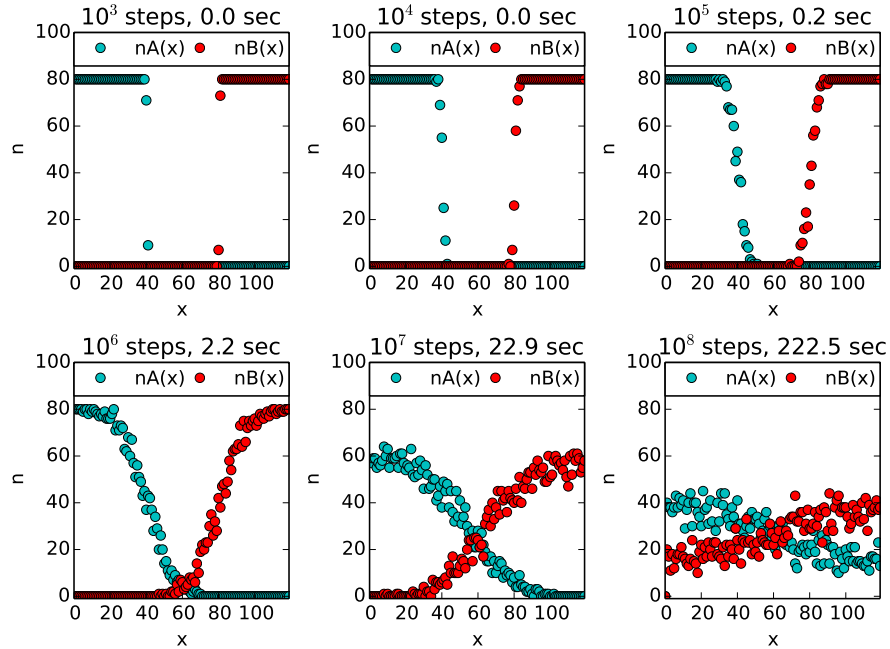 10³ steps, 0.0 sec
100
nA(x) nB(x)
80
60
n
40
20
0
0 20 40 60 80 100
x
10⁴ steps, 0.0 sec
100
nA(x) nB(x)
80
60
n
40
20
0
0 20 40 60 80 100
x
10⁵ steps, 0.2 sec
100
nA(x) nB(x)
80
60
n
40
20
0
0 20 40 60 80 100
x
10⁶ steps, 2.2 sec
100
nA(x) nB(x)
80
60
n
40
20
0
0 20 40 60 80 100
x
10⁷ steps, 22.9 sec
100
nA(x) nB(x)
80
60
n
40
20
0
0 20 40 60 80 100
x
10⁸ steps, 222.5 sec
100
nA(x) nB(x)
80
60
n
40
20
0
0 20 40 60 80 100
x